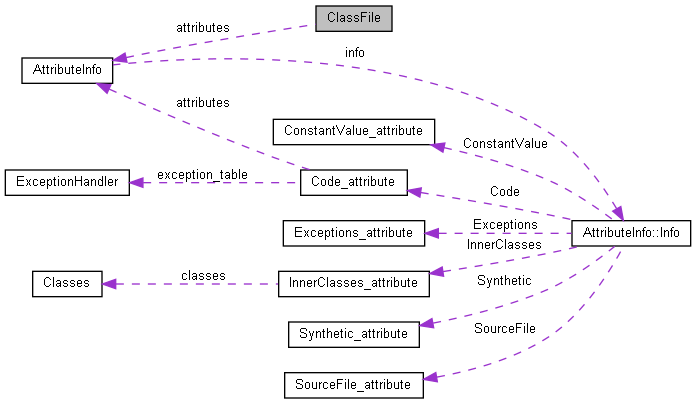 ClassFile
attributes
info
AttributeInfo
attributes
ConstantValue_attribute
ConstantValue
exception_table
ExceptionHandler
Code_attribute
Code
Exceptions
Exceptions_attribute
AttributeInfo::Info
InnerClasses
classes
Classes
InnerClasses_attribute
Synthetic
Synthetic_attribute
SourceFile
SourceFile_attribute